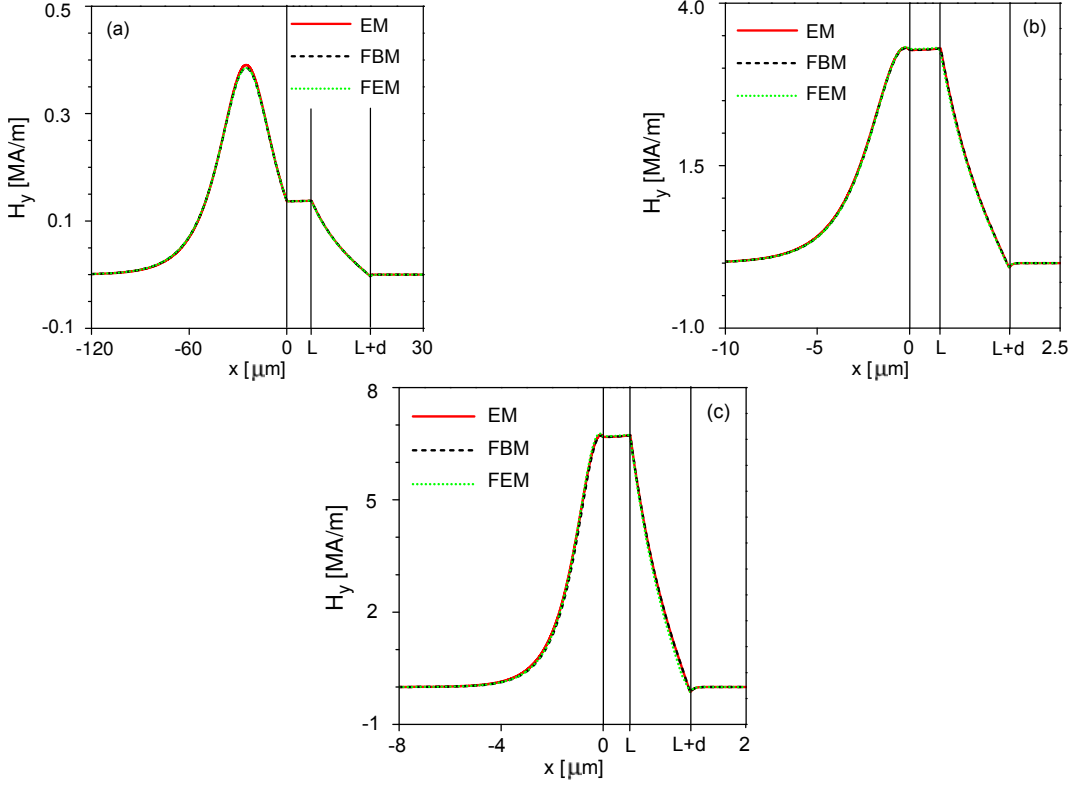 (a)
EM
FBM
FEM
0.5
0.3
0.1
-0.1
H_y [MA/m]
-120
-60
0
L
L+d
30
x [μm]
(b)
EM
FBM
FEM
4.0
1.5
-1.0
H_y [MA/m]
-10
-5
0
L
L+d
2.5
x [μm]
(c)
EM
FBM
FEM
8
5
2
-1
H_y [MA/m]
-8
-4
0
L
L+d
2
x [μm]